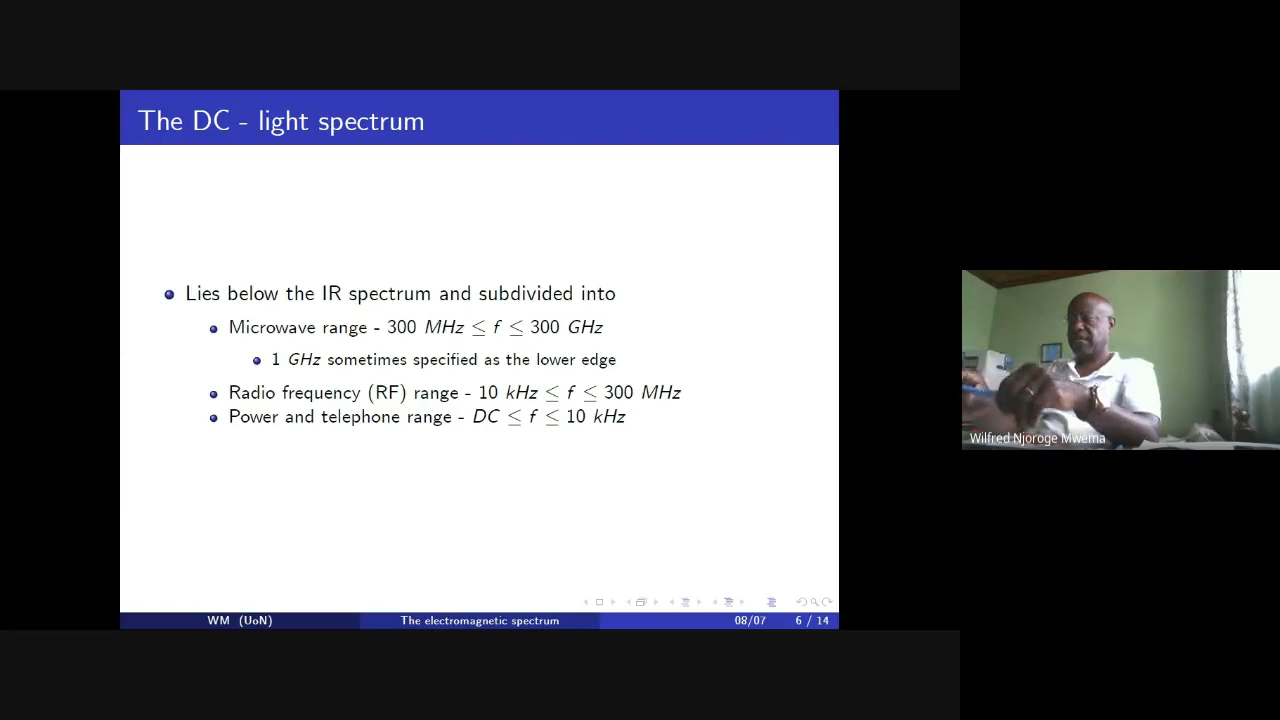 The DC - light spectrum
Lies below the IR spectrum and subdivided into
Microwave range - 300 MHz ≤ f ≤ 300 GHz
1 GHz sometimes specified as the lower edge
Radio frequency (RF) range - 10 kHz ≤ f ≤ 300 MHz
Power and telephone range - DC ≤ f ≤ 10 kHz
WM (UoN) The electromagnetic spectrum 08/07 6 / 14
Wilfred Njoroge Mwema